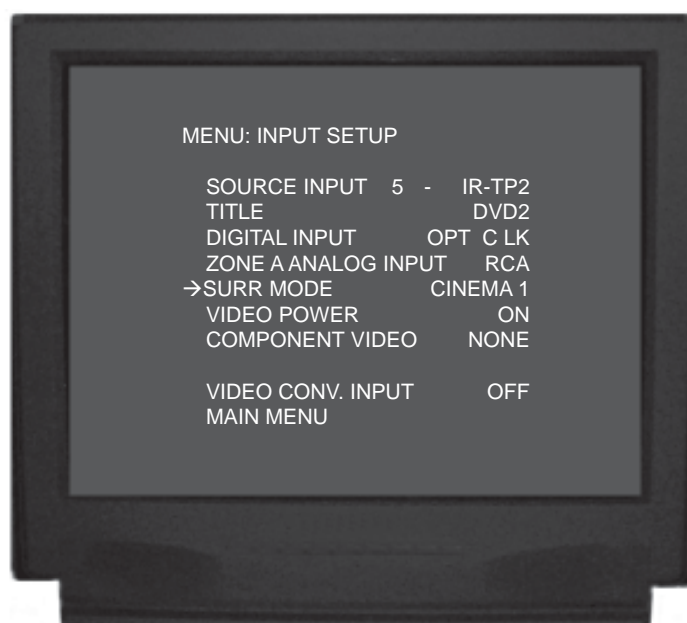 MENU: INPUT SETUP
SOURCE INPUT 5 - IR-TP2
TITLE DVD2
DIGITAL INPUT OPT C LK
ZONE A ANALOG INPUT RCA
→SURR MODE CINEMA 1
VIDEO POWER ON
COMPONENT VIDEO NONE
VIDEO CONV. INPUT OFF
MAIN MENU